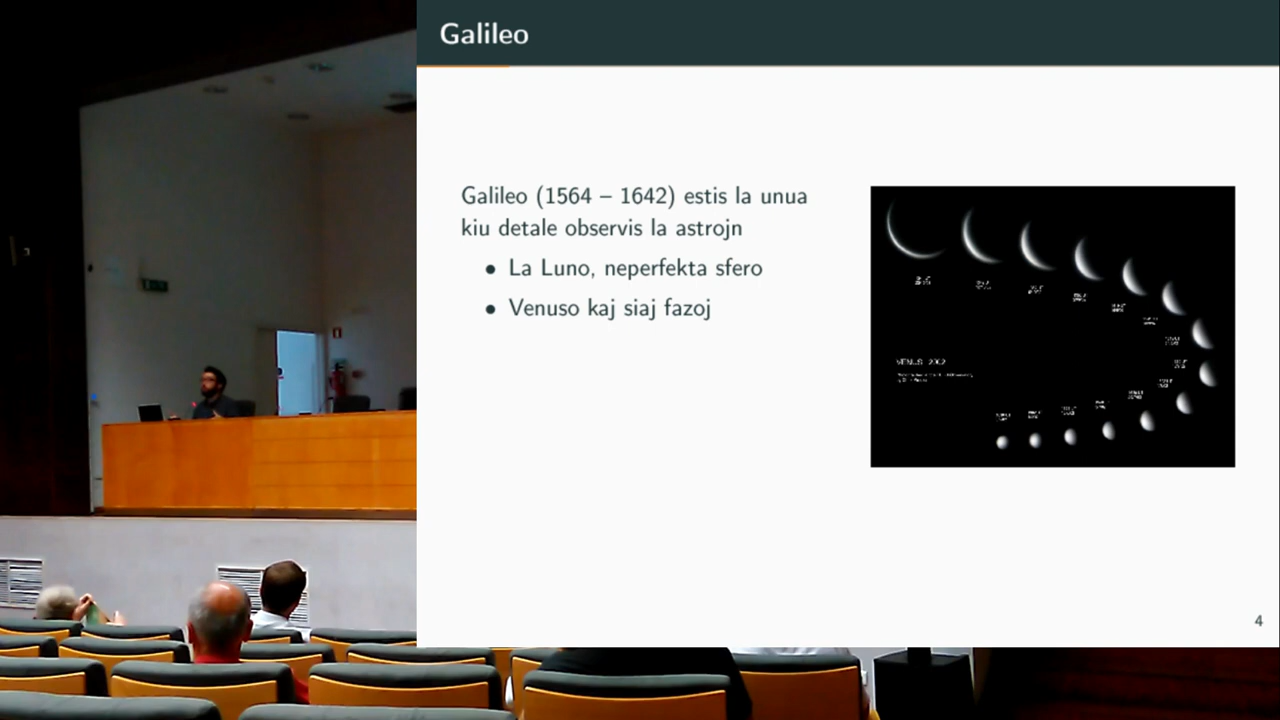 Galileo
Galileo (1564 – 1642) estis la unua
kiu detale observis la astrojn
• La Luno, neperfekta sfero
• Venuso kaj siaj fazoj
VENUS 2002
4